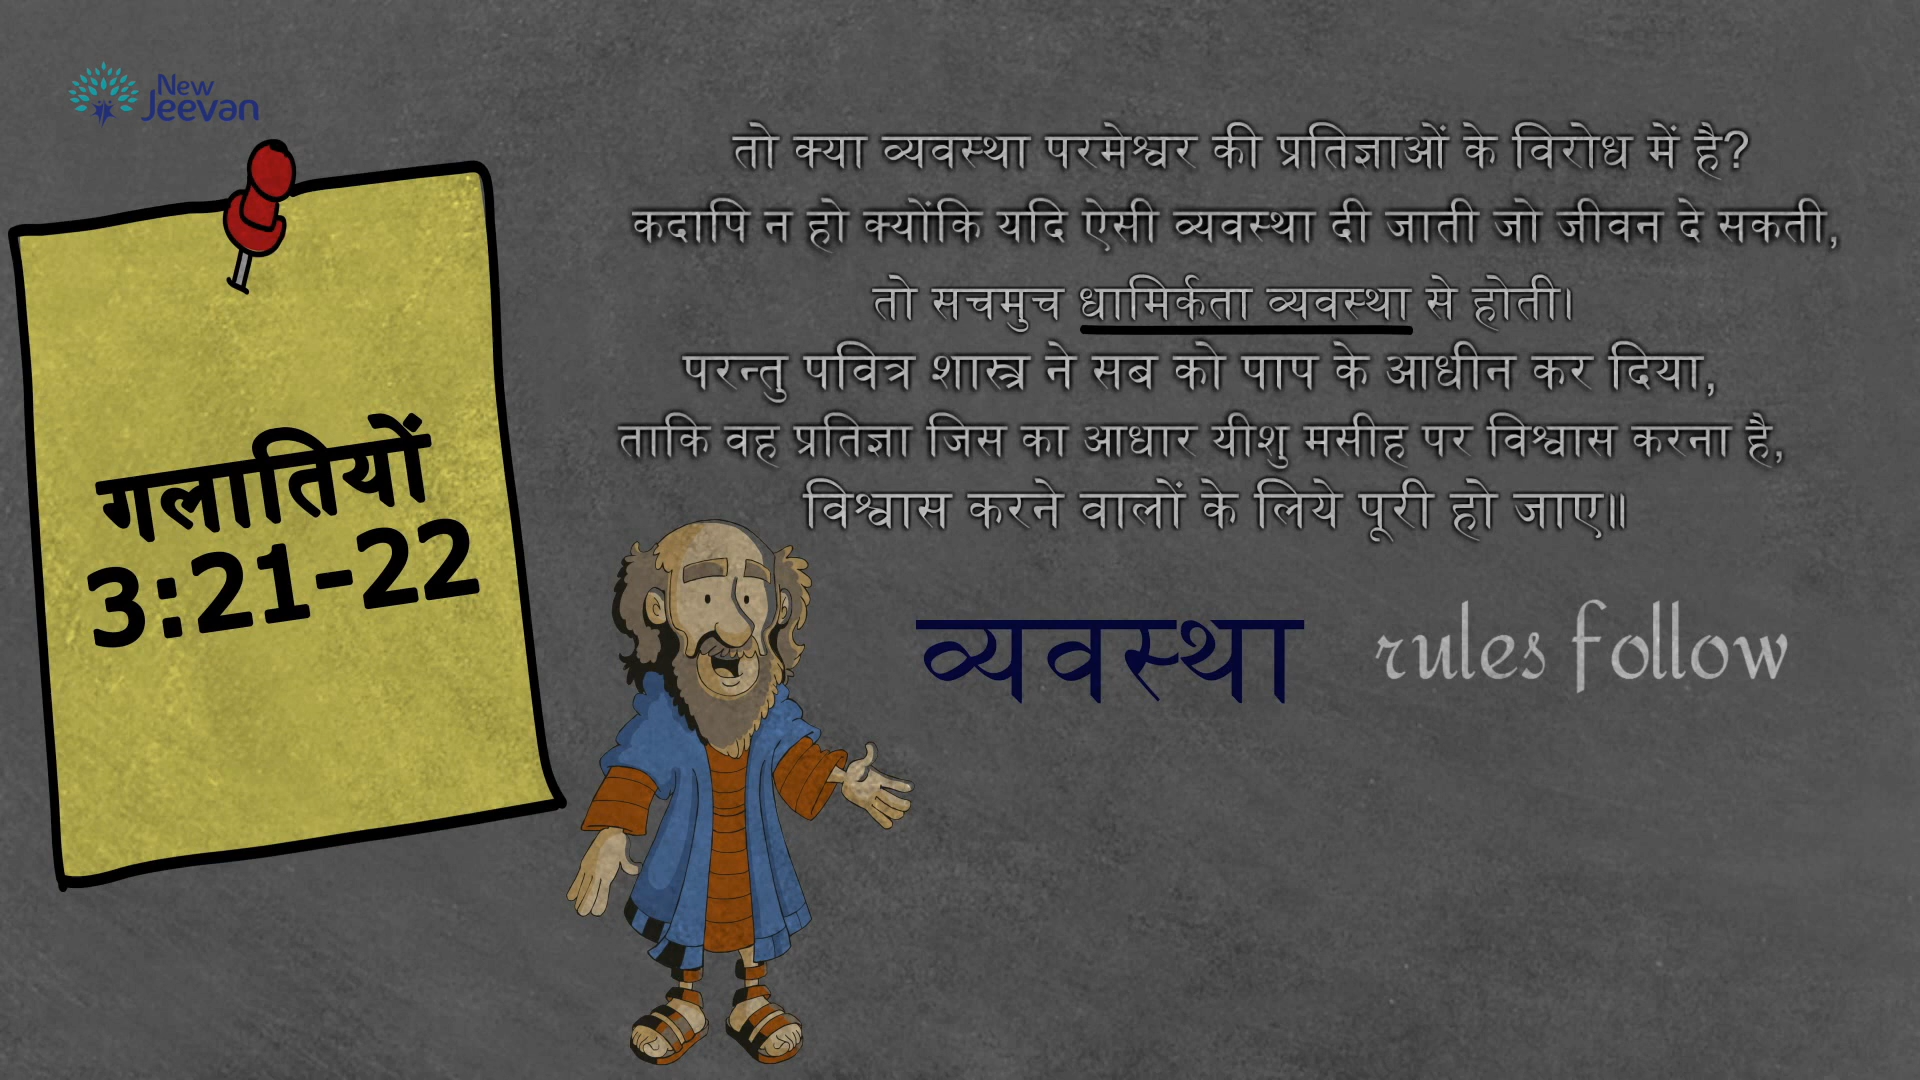 New
Jeevan
गलातियों
3:21-22
तो क्या व्यवस्था परमेश्वर की प्रतिज्ञाओं के विरोध में है?
कदापि न हो क्योंकि यदि ऐसी व्यवस्था दी जाती जो जीवन दे सकती,
तो सचमुच धामिर्कता व्यवस्था से होती।
परन्तु पवित्र शास्त्र ने सब को पाप के आधीन कर दिया,
ताकि वह प्रतिज्ञा जिस का आधार यीशु मसीह पर विश्वास करना है,
विश्वास करने वालों के लिये पूरी हो जाए॥
व्यवस्था rules follow